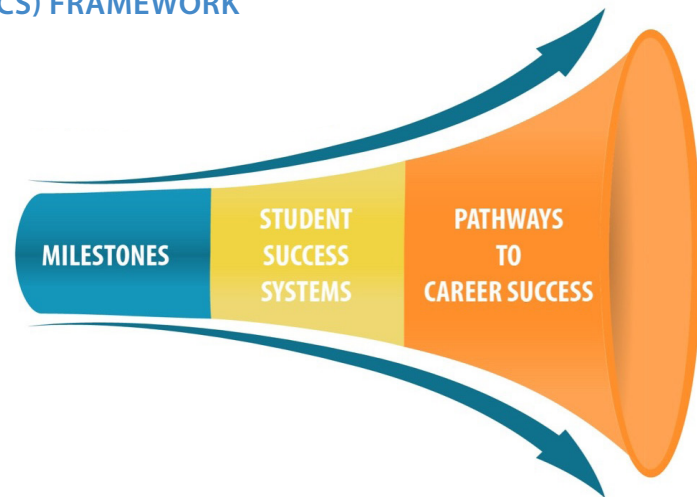 CS) FRAMEWORK
MILESTONES
STUDENT
SUCCESS
SYSTEMS
PATHWAYS
TO
CAREER SUCCESS